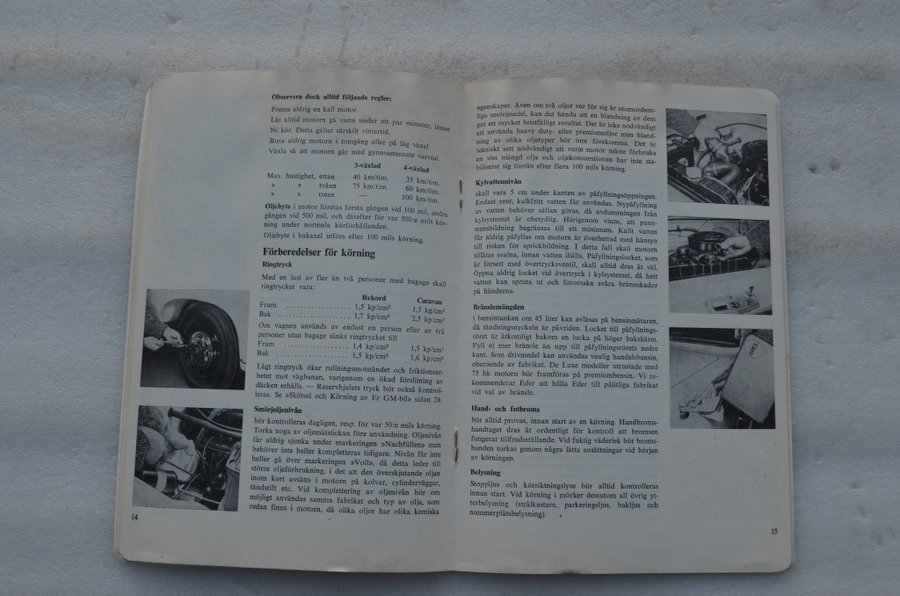 Observera dock alltid följande regler:
Pressa aldrig en kall motor.
Låt alltid motorn gå varm under ett par minuter, innan
Ni kör. Detta gäller särskilt vintertid.
Rusa aldrig motorn i tomgång eller på låg växel.
Växla så att motorn går med gynnsammaste varvtal.
3-växlad 4-växlad
Max. hastighet, ettan 40 km/tim. 35 km/tim.
» » tvåan 75 km/tim. 60 km/tim.
» » trean — 100 km/tim.
Oljebyte i motor företas första gången vid 100 mil, andra
gången vid 500 mil, och därefter för var 500:e mils kör-
ning under normala körförhållanden.
Oljebyte i bakaxel utförs efter 100 mils körning.
Förberedelser för körning
Ringtryck
Med en last av fler än två personer med bagage skall
ringtrycket vara:
Rekord Caravan
Fram 1,5 kp/cm² 1,5 kg/cm²
Bak 1,7 kp/cm² 2,5 kg/cm²
Om vagnen används av endast en person eller av två
personer utan bagage sänks ringtrycket till
Fram 1,4 kp/cm² 1,5 kp/cm²
Bak 1,5 kp/cm² 1,6 kp/cm²
Lågt ringtryck ökar rullningsmotståndet och friktionsar-
betet mot vägbanan, varigenom en ökad förslitning av
däcken erhålls. — Reservhjulets tryck bör också kontrol-
leras. Se »Skötsel och Körning av Er GM-bil» sidan 28.
Smörjoljenivån
bör kontrolleras dagligen, resp. för var 50:e mils körning.
Torka noga av oljemätstickan före användning. Oljenivån
får aldrig sjunka under markeringen »Nachfüllen» men
behöver inte heller kompletteras tidigare. Nivån får inte
heller gå över markeringen »Voll», då detta leder till
större oljeförbrukning, i det att den överskjutande oljan
inom kort avsätts i motorn på kolvar, cylinderväggar,
tändstift etc. Vid komplettering av oljenivån bör om
möjligt användas samma fabrikat och typ av olja, som
redan finns i motorn, då olika oljor har olika kemiska
14
egenskaper. Även om två oljor var för sig är utomordent-
liga smörjmedel, kan det hända att en blandning av dem
ger ett mycket bristfälligt resultat. Det är icke nödvändigt
att använda heavy duty- eller premiumoljor men bland-
ning av olika oljetyper bör inte förekomma. Det är
tekniskt sett nödvändigt att varje motor måste förbruka
en viss mängd olja och oljekonsumtionen har inte sta-
biliserat sig förrän efter flera 100 mils körning.
Kylvattennivån
skall vara 5 cm under kanten av påfyllningsöppningen.
Endast rent, kalkfritt vatten får användas. Nypåfyllning
av vatten behöver sällan göras, då avdunstningen från
kylsystemet är obetydlig. Härigenom vinns, att pann-
stensbildning begränsas till ett minimum. Kallt vatten
får aldrig påfyllas om motorn är överhettad med hänsyn
till risken för sprickbildning. I detta fall skall motorn
tillåtas svalna, innan vatten ihälls. Påfyllningslocket, som
är försett med övertrycksventil, skall alltid dras åt väl.
Öppna aldrig locket vid övertryck i kylsystemet, då hett
vatten kan spruta ut och förorsaka svåra brännskador
på händerna.
Bränslemängden
i bensintanken om 45 liter kan avläsas på bensinmätaren,
då tändningsnyckeln är påvriden. Locket till påfyllnings-
röret är åtkomligt bakom en lucka på höger bakskärm.
Fyll ej mer bränsle än upp till påfyllningsrörets nedre
kant. Som drivmedel kan användas vanlig handelsbensin,
oberoende av fabrikat. De Luxe modeller utrustade med
75 hk motorn bör framföras på premiumbensin. Vi re-
kommenderar Eder att hålla Eder till pålitliga fabrikat
vid val av bränsle.
Hand- och fotbroms
bör alltid provas, innan start av en körning. Handbroms-
handtaget dras åt ordentligt för kontroll att bromsen
fungerar tillfredsställande. Vid fuktig väderlek bör broms-
banden torkas genom några lätta ansättningar vid början
av körningen.
Belysning
Stoppljus och körriktningslyse bör alltid kontrolleras
innan start. Vid körning i mörker dessutom all övrig yt-
terbelysning (strålkastare, parkeringsljus, bakljus och
nummerplåtsbelysning).
15